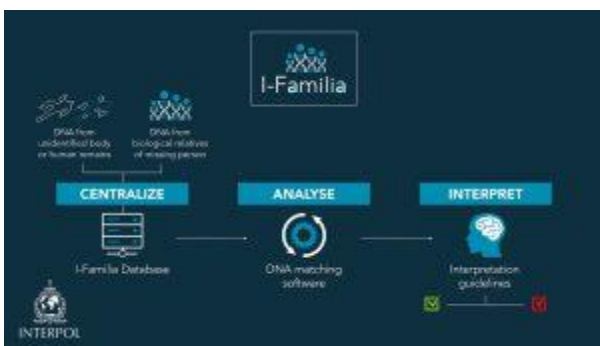 I-Familia
DNA from
unidentified body
or human remains
DNA from
biological relatives
of missing person
CENTRALIZE
ANALYSE
INTERPRET
I-Familia Database
DNA matching
software
Interpretation
guidelines
INTERPOL